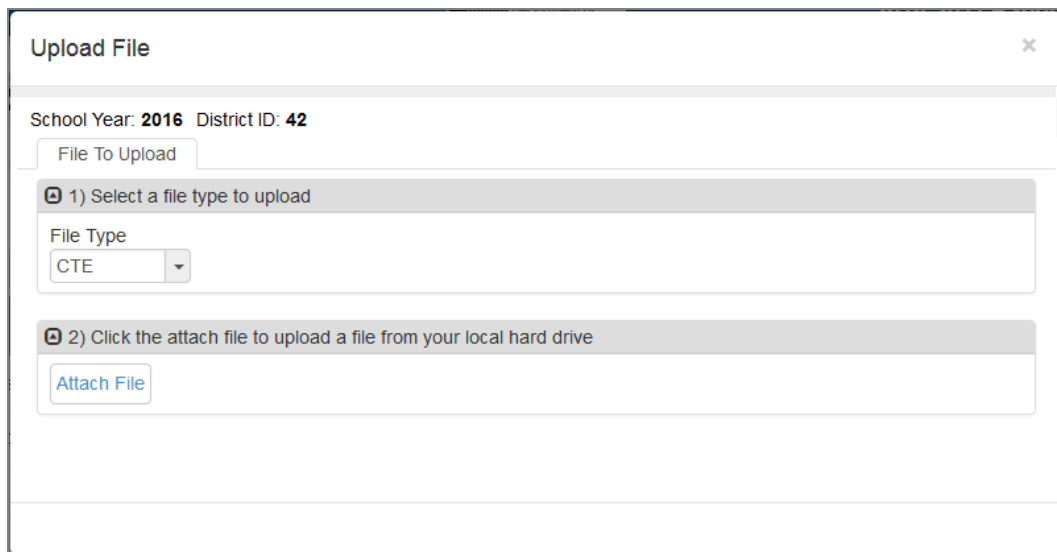 Upload File
School Year: 2016 District ID: 42
File To Upload
1) Select a file type to upload
File Type
CTE
2) Click the attach file to upload a file from your local hard drive
Attach File